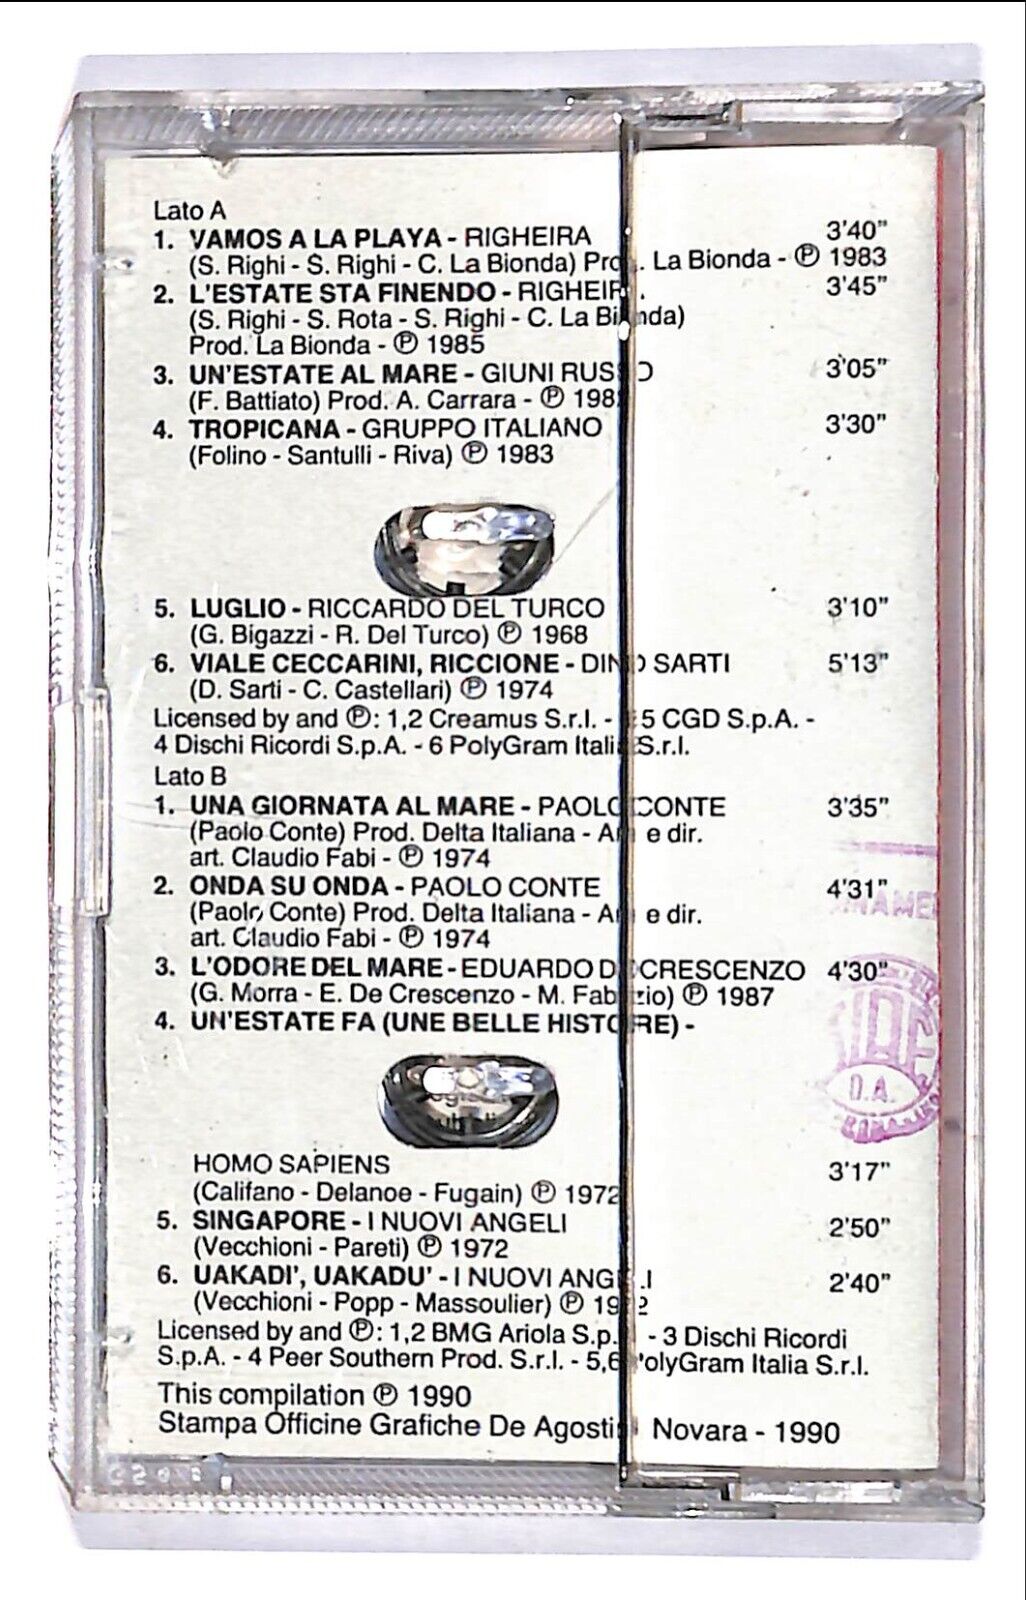 Lato A
1. VAMOS A LA PLAYA - RIGHEIRA 3'40"
(S. Righi - S. Righi - C. La Bionda) La Bionda - ℗ 1983
2. L'ESTATE STA FINENDO - 3'45"
(S. Righi - S. Rota - S. Righi - C. La Bionda)
Prod. La Bionda - ℗ 1985
3. UN'ESTATE AL MARE - GIUNI RUSSO 3'05"
(F. Battiato) Prod. A. Carrara - ℗
4. TROPICANA - GRUPPO ITALIANO 3'30"
(Folino - Santulli - Riva) ℗ 1983
5. LUGLIO - RICCARDO DEL TURCO 3'10"
(G. Bigazzi - R. Del Turco) ℗ 1968
6. VIALE CECCARINI, RICCIONE - DINO SARTI 5'13"
(D. Sarti - C. Castellari) ℗ 1974
Licensed by and ℗: 1,2 Creamus S.r.l. - 5 CGD S.p.A. -
4 Dischi Ricordi S.p.A. - 6 PolyGram Italia S.r.l.
Lato B
1. UNA GIORNATA AL MARE - PAOLO CONTE 3'35"
(Paolo Conte) Prod. Delta Italiana - e dir.
art. Claudio Fabi - ℗ 1974
2. ONDA SU ONDA - PAOLO CONTE 4'31"
(Paolo Conte) Prod. Delta Italiana - e dir.
art. Claudio Fabi - ℗ 1974
3. L'ODORE DEL MARE - EDUARDO DE CRESCENZO 4'30"
(G. Morra - E. De Crescenzo - M. Fabrizio) ℗ 1987
4. UN'ESTATE FA (UNE BELLE HISTOIRE) -
SIAE
D.A.
HOMO SAPIENS 3'17"
(Califano - Delanoe - Fugain) ℗ 1972
5. SINGAPORE - I NUOVI ANGELI 2'50"
(Vecchioni - Pareti) ℗ 1972
6. UAKADI', UAKADU' - I NUOVI ANGELI 2'40"
(Vecchioni - Popp - Massoulier) ℗
Licensed by and ℗: 1,2 BMG Ariola S.p.A. - 3 Dischi Ricordi
S.p.A. - 4 Peer Southern Prod. S.r.l. - 5,6 PolyGram Italia S.r.l.
This compilation ℗ 1990
Stampa Officine Grafiche De Agostini Novara - 1990